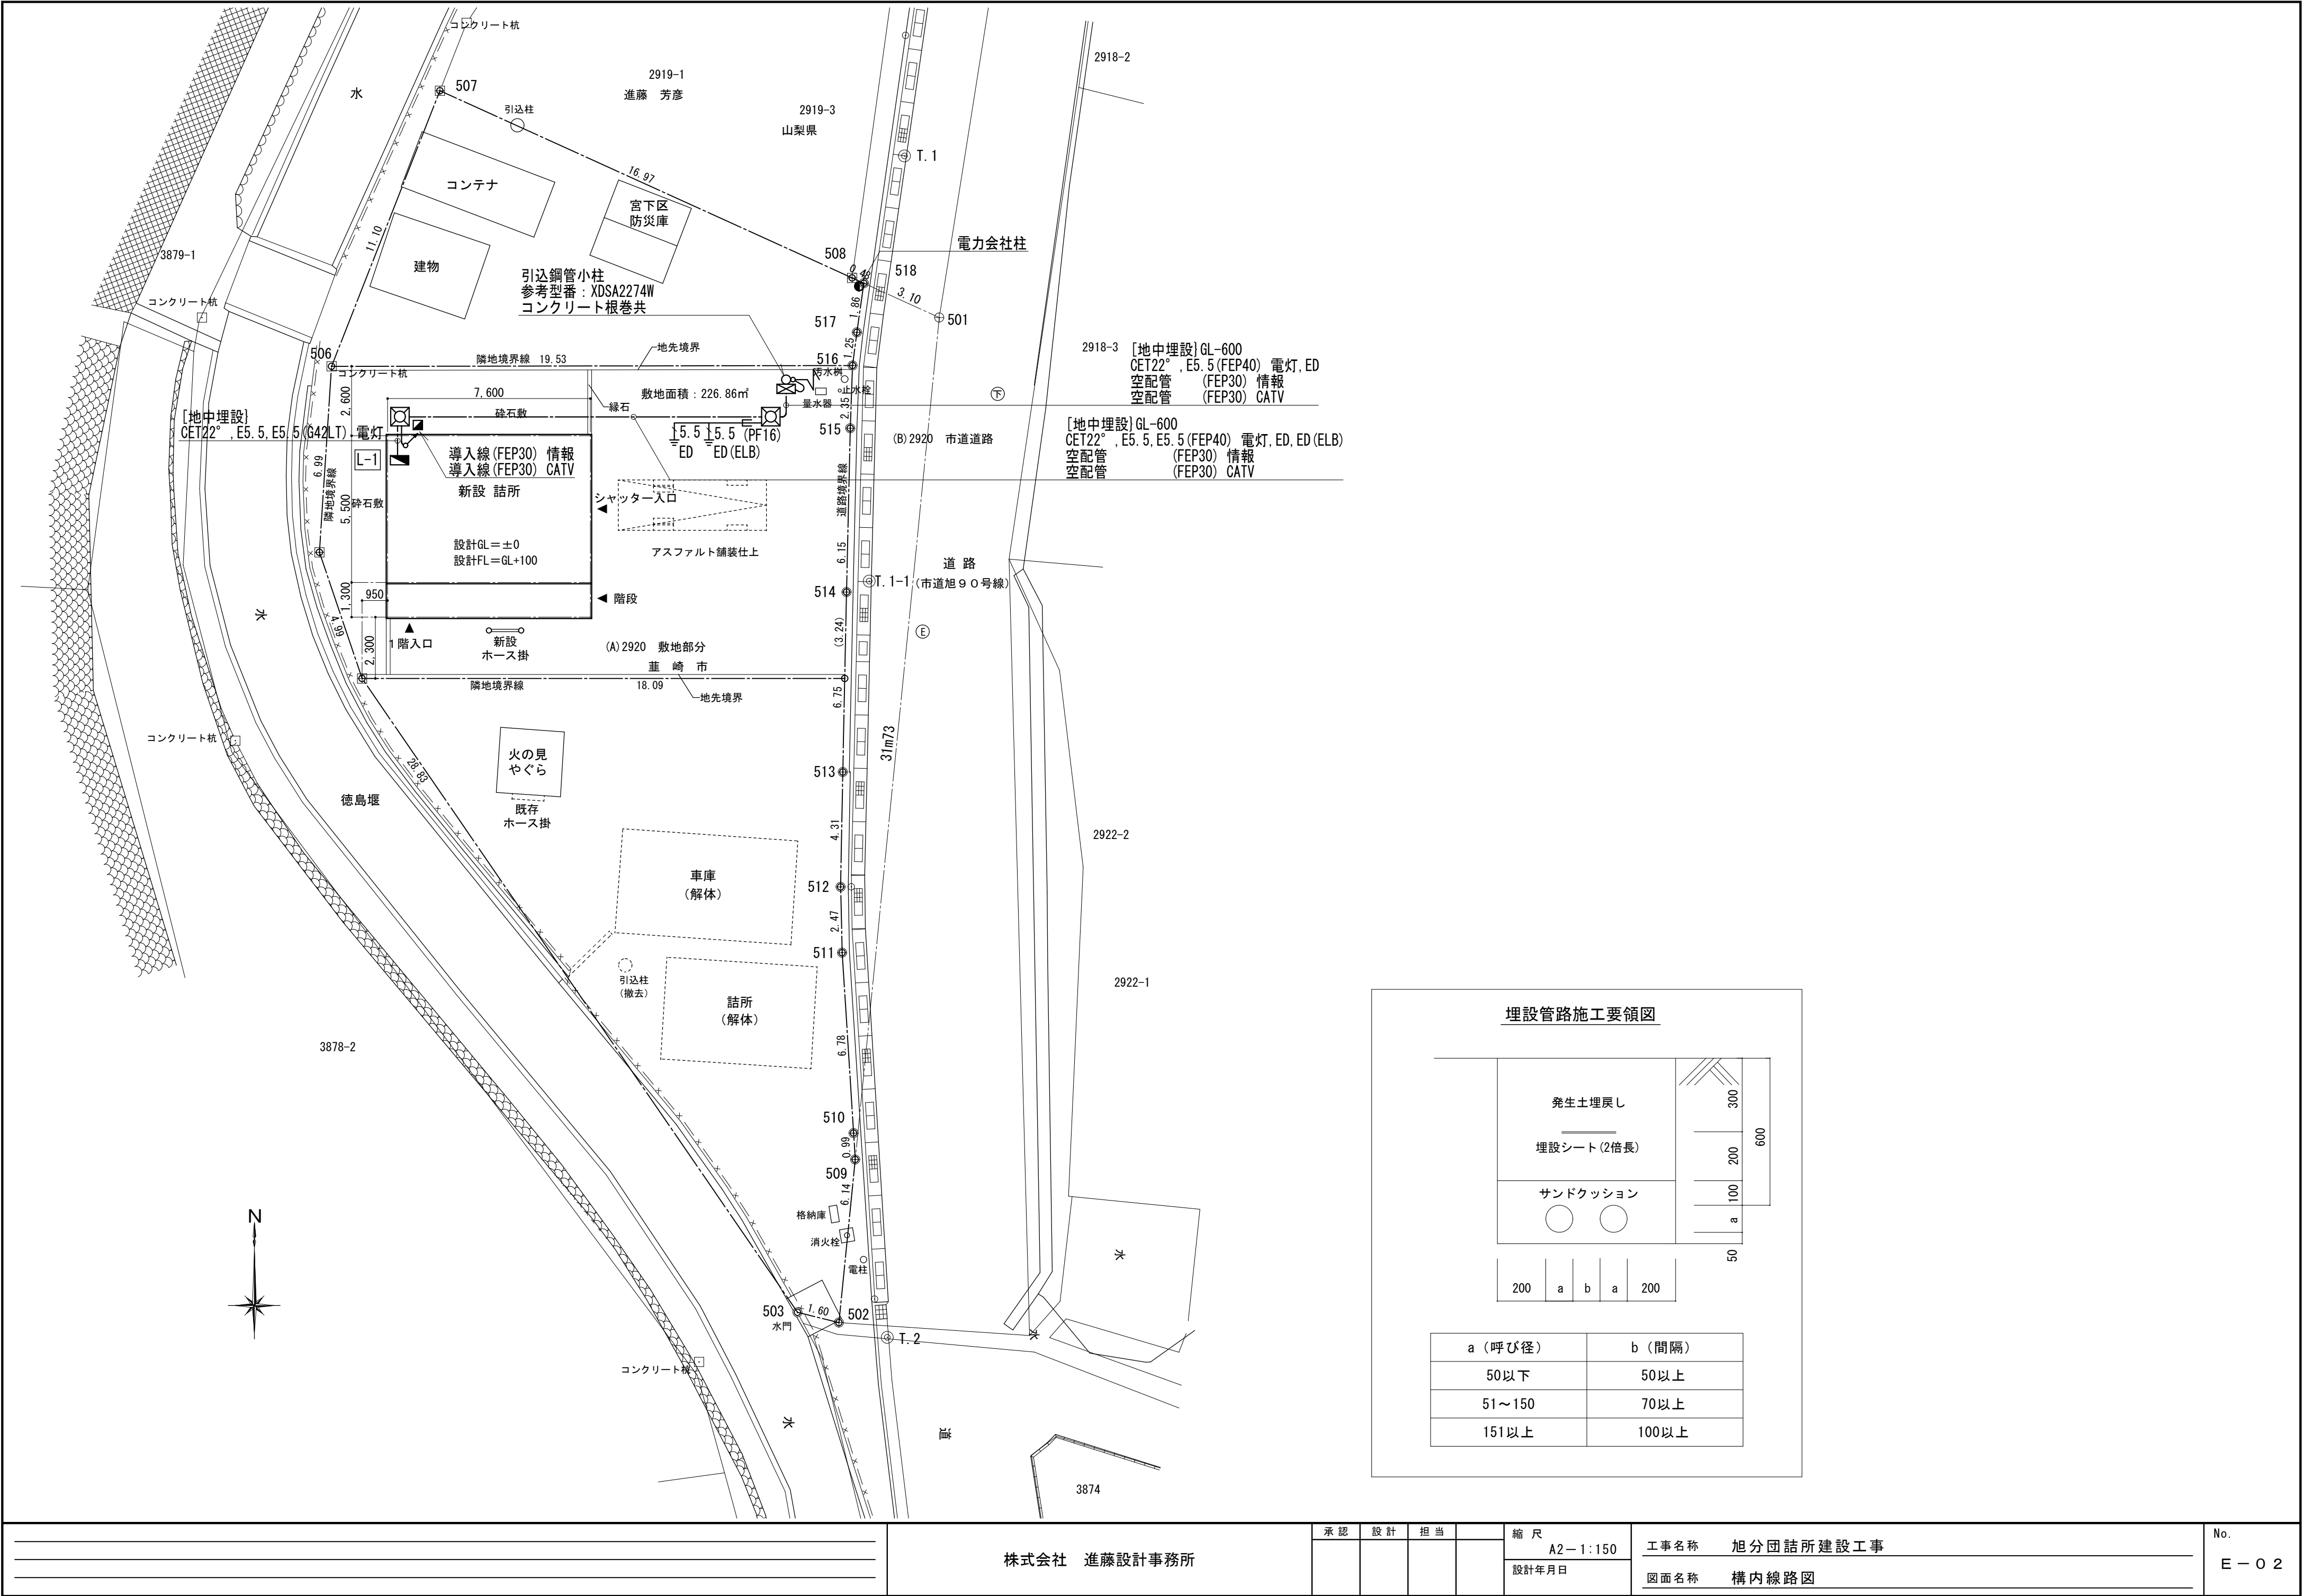 コンクリート杭
507
引込柱
2919-1
進藤　芳彦
2919-3
山梨県
2918-2
水
T.1
16.97
コンテナ
宮下区
防災庫
11.10
建物
3879-1
コンクリート杭
508
0.48
518
電力会社柱
3.10
501
1.86
517
引込鋼管小柱
参考型番：XDSA2274W
コンクリート根巻共
506
コンクリート杭
隣地境界線 19.53
地先境界
516
1.25
汚水桝
止水栓
量水器
2.35
515
2918-3
[地中埋設}GL-600
CET22°,E5.5(FEP40) 電灯,ED
空配管 (FEP30) 情報
空配管 (FEP30) CATV
下
2,600
7,600
砕石敷
縁石
敷地面積：226.86㎡
[地中埋設}
CET22°,E5.5,E5.5(G42LT) 電灯
5.5
5.5 (PF16)
ED
ED(ELB)
(B)2920 市道道路
[地中埋設}GL-600
CET22°,E5.5,E5.5(FEP40) 電灯,ED,ED(ELB)
空配管 (FEP30) 情報
空配管 (FEP30) CATV
L-1
導入線(FEP30) 情報
導入線(FEP30) CATV
新設 詰所
6.99
隣地境界線
5,500
砕石敷
シャッター入口
道路境界線
設計GL＝±0
設計FL＝GL+100
アスファルト舗装仕上
6.15
道 路
(市道旭９０号線)
T.1-1
514
1,300
950
階段
4.99
2,300
1階入口
新設
ホース掛
(A)2920 敷地部分
韮 崎 市
(3.24)
E
水
隣地境界線
18.09
地先境界
6.75
31m73
コンクリート杭
28.83
火の見
やぐら
既存
ホース掛
513
徳島堰
4.31
2922-2
車庫
(解体)
512
2.47
511
引込柱
(撤去)
詰所
(解体)
2922-1
6.78
3878-2
510
0.99
509
6.14
格納庫
消火栓
電柱
N
503
1.60
502
水門
T.2
水
水
コンクリート杭
水
道
3874
埋設管路施工要領図
発生土埋戻し
埋設シート(2倍長)
サンドクッション
300
200
100
a
50
600
200 a b a 200
a（呼び径） b（間隔）
50以下 50以上
51～150 70以上
151以上 100以上
株式会社　進藤設計事務所
承認 設計 担当
縮 尺
A2－1:150
設計年月日
工事名称 旭分団詰所建設工事
図面名称 構内線路図
No.
E－０２